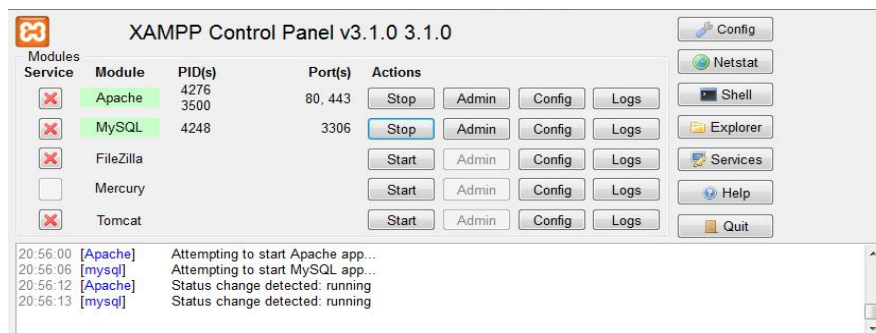 XAMPP Control Panel v3.1.0 3.1.0
Modules
Service Module PID(s) Port(s) Actions
Apache 4276 3500 80, 443 Stop Admin Config Logs
MySQL 4248 3306 Stop Admin Config Logs
FileZilla Start Admin Config Logs
Mercury Start Admin Config Logs
Tomcat Start Admin Config Logs
Config
Netstat
Shell
Explorer
Services
Help
Quit
20:56:00 [Apache] Attempting to start Apache app...
20:56:06 [mysql] Attempting to start MySQL app...
20:56:12 [Apache] Status change detected: running
20:56:13 [mysql] Status change detected: running